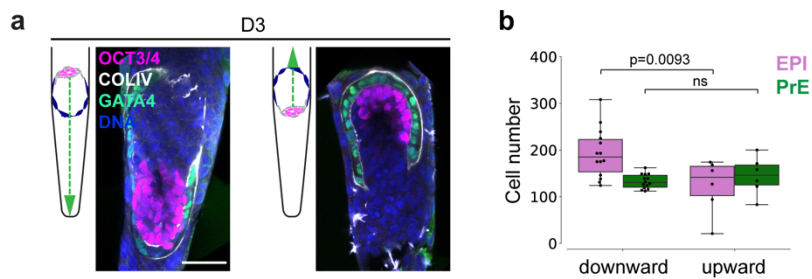 a
D3
OCT3/4
COLIV
GATA4
DNA
b
EPI
PrE
p=0.0093
ns
Cell number
400
300
200
100
0
downward
upward